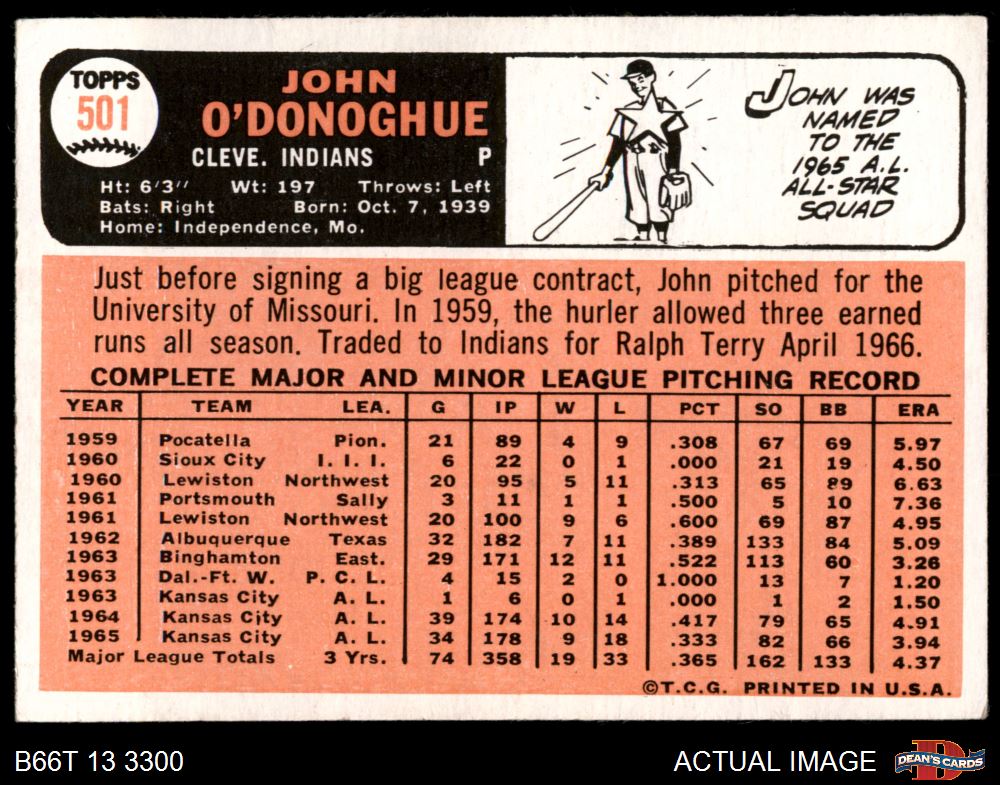 TOPPS
501
JOHN
O'DONOGHUE
CLEVE. INDIANS P
Ht: 6'3" Wt: 197 Throws: Left
Bats: Right Born: Oct. 7, 1939
Home: Independence, Mo.
JOHN WAS
NAMED
TO THE
1965 A.L.
ALL-STAR
SQUAD
Just before signing a big league contract, John pitched for the
University of Missouri. In 1959, the hurler allowed three earned
runs all season. Traded to Indians for Ralph Terry April 1966.
COMPLETE MAJOR AND MINOR LEAGUE PITCHING RECORD
YEAR TEAM LEA. G IP W L PCT SO BB ERA
1959 Pocatella Pion. 21 89 4 9 .308 67 69 5.97
1960 Sioux City I. I. I. 6 22 0 1 .000 21 19 4.50
1960 Lewiston Northwest 20 95 5 11 .313 65 89 6.63
1961 Portsmouth Sally 3 11 1 1 .500 5 10 7.36
1961 Lewiston Northwest 20 100 9 6 .600 69 87 4.95
1962 Albuquerque Texas 32 182 7 11 .389 133 84 5.09
1963 Binghamton East. 29 171 12 11 .522 113 60 3.26
1963 Dal.-Ft. W. P. C. L. 4 15 2 0 1.000 13 7 1.20
1963 Kansas City A. L. 1 6 0 1 .000 1 2 1.50
1964 Kansas City A. L. 39 174 10 14 .417 79 65 4.91
1965 Kansas City A. L. 34 178 9 18 .333 82 66 3.94
Major League Totals 3 Yrs. 74 358 19 33 .365 162 133 4.37
©T.C.G. PRINTED IN U.S.A.
B66T 13 3300 ACTUAL IMAGE
D
DEAN'S CARDS